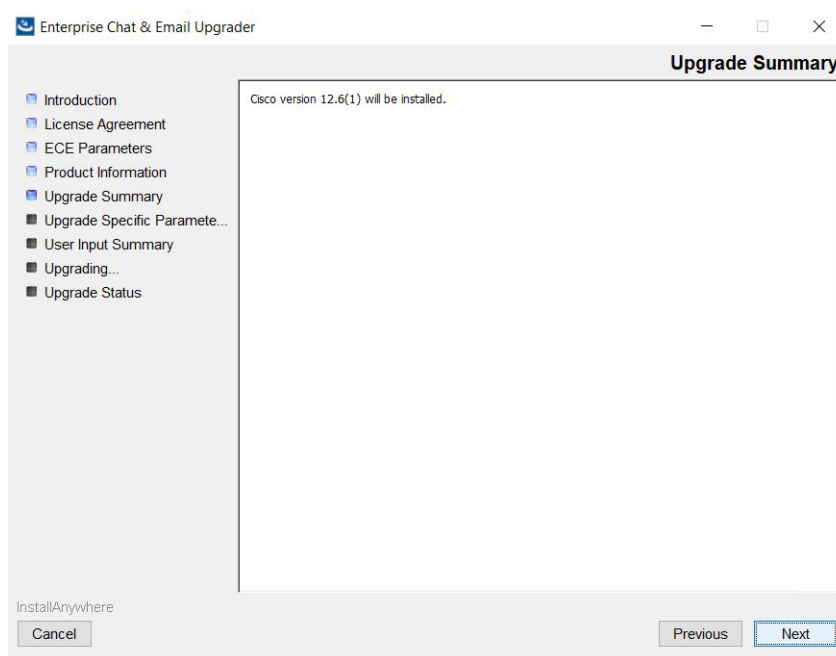 Enterprise Chat & Email Upgrader
Upgrade Summary
Introduction
License Agreement
ECE Parameters
Product Information
Upgrade Summary
Upgrade Specific Paramete...
User Input Summary
Upgrading...
Upgrade Status
Cisco version 12.6(1) will be installed.
InstallAnywhere
Cancel
Previous
Next